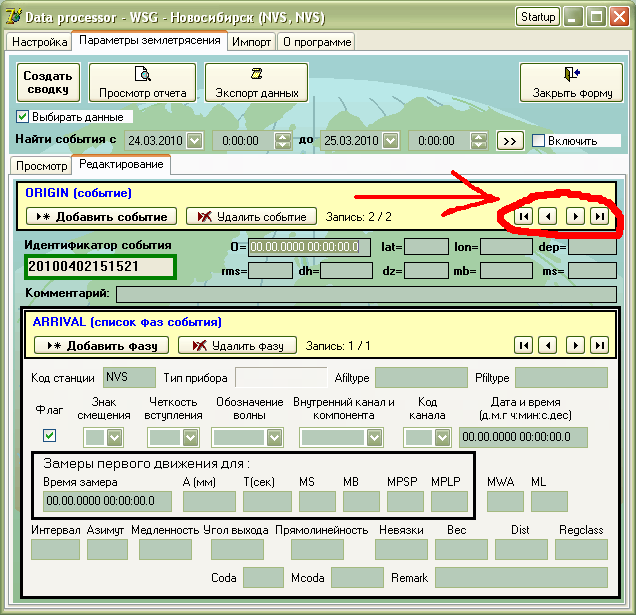 Data processor - WSG - Новосибирск (NVS, NVS) Startup
Настройка Параметры землетрясения Импорт О программе
Создать сводку Просмотр отчета Экспорт данных Закрыть форму
Выбирать данные
Найти события с 24.03.2010 0:00:00 до 25.03.2010 0:00:00 >> Включить
Просмотр Редактирование
ORIGIN (событие)
Добавить событие Удалить событие Запись: 2 / 2
Идентификатор события O= 00.00.0000 00:00:00.0 lat= lon= dep=
20100402151521 rms= dh= dz= mb= ms=
Комментарий:
ARRIVAL (список фаз события)
Добавить фазу Удалить фазу Запись: 1 / 1
Код станции NVS Тип прибора Afiltype Pfiltype
Флаг Знак смещения Четкость вступления Обозначение волны Внутренний канал и компонента Код канала Дата и время (д.м.г ч:мин:с.дес)
00.00.0000 00:00:00.0
Замеры первого движения для :
Время замера A (мм) T(сек) MS MB MPSP MPLP MWA ML
00.00.0000 00:00:00.0
Интервал Азимут Медленность Угол выхода Прямолинейность Невязки Вес Dist Regclass
Coda Mcoda Remark